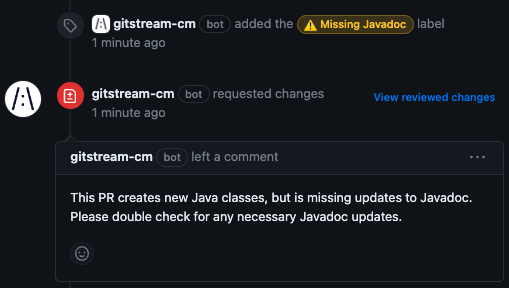 gitstream-cm bot added the ⚠ Missing Javadoc label
1 minute ago
gitstream-cm bot requested changes
View reviewed changes
1 minute ago
gitstream-cm bot left a comment
This PR creates new Java classes, but is missing updates to Javadoc.
Please double check for any necessary Javadoc updates.